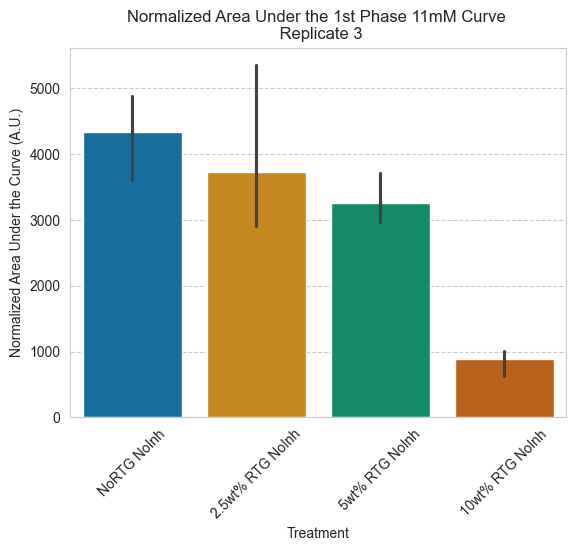 Normalized Area Under the 1st Phase 11mM Curve
Replicate 3
Normalized Area Under the Curve (A.U.)
5000
4000
3000
2000
1000
0
NoRTG NoInh
2.5wt% RTG NoInh
5wt% RTG NoInh
10wt% RTG NoInh
Treatment